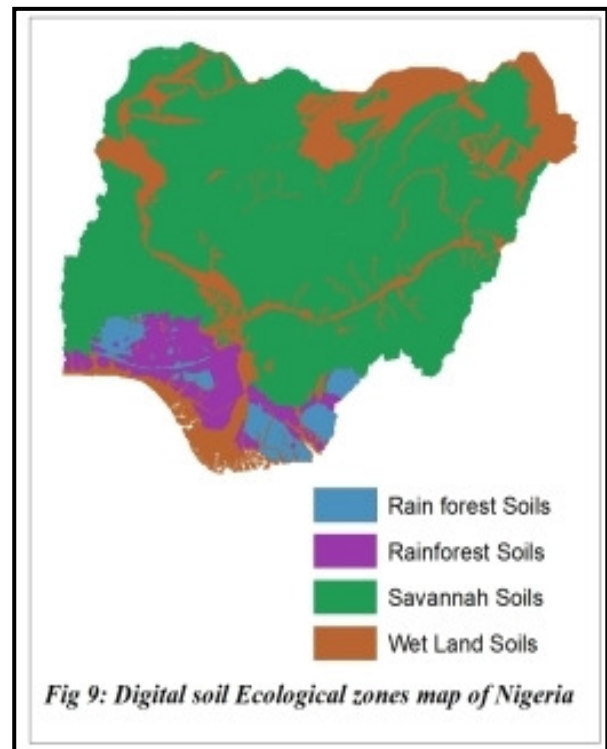 Rain forest Soils
Rainforest Soils
Savannah Soils
Wet Land Soils
Fig 9: Digital soil Ecological zones map of Nigeria